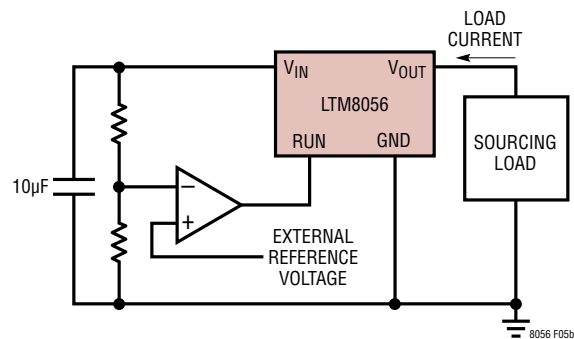 LOAD
CURRENT
VIN
VOUT
LTM8056
RUN
GND
SOURCING
LOAD
10µF
−
+
EXTERNAL
REFERENCE
VOLTAGE
8056 F05b